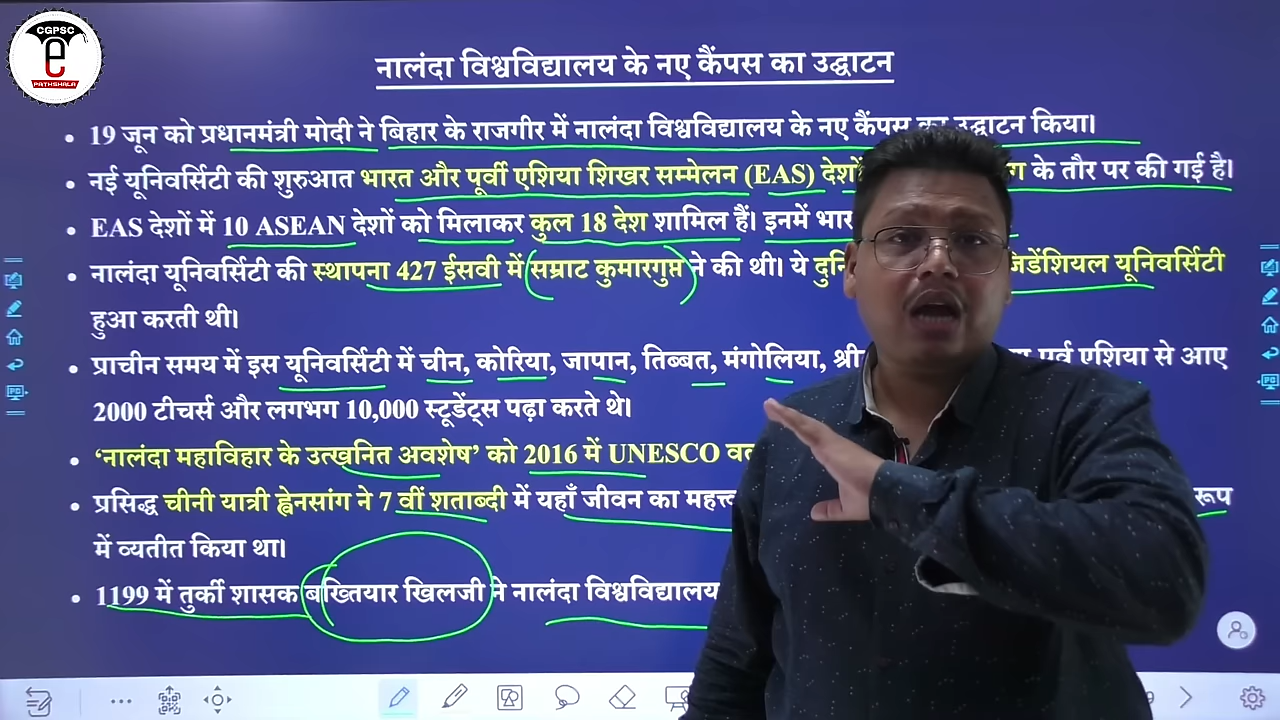 CGPSC
e
PATHSHALA
नालंदा विश्वविद्यालय के नए कैंपस का उद्घाटन
• 19 जून को प्रधानमंत्री मोदी ने बिहार के राजगीर में नालंदा विश्वविद्यालय के नए कैंपस का उद्घाटन किया।
• नई यूनिवर्सिटी की शुरुआत भारत और पूर्वी एशिया शिखर सम्मेलन (EAS) के तौर पर की गई है।
• EAS देशों में 10 ASEAN देशों को मिलाकर कुल 18 देश शामिल हैं। इनमें
• नालंदा यूनिवर्सिटी की स्थापना 427 ईसवी में सम्राट कुमारगुप्त ने की थी। ये यूनिवर्सिटी
हुआ करती थी।
• प्राचीन समय में इस यूनिवर्सिटी में चीन, कोरिया, जापान, तिब्बत, मंगोलिया, एशिया से आए
2000 टीचर्स और लगभग 10,000 स्टूडेंट्स पढ़ा करते थे।
• ‘नालंदा महाविहार के उत्खनित अवशेष’ को 2016 में UNESCO
• प्रसिद्ध चीनी यात्री ह्वेनसांग ने 7 वीं शताब्दी में यहाँ जीवन का रूप
में व्यतीत किया था।
• 1199 में तुर्की शासक बख्तियार खिलजी ने नालंदा विश्वविद्यालय